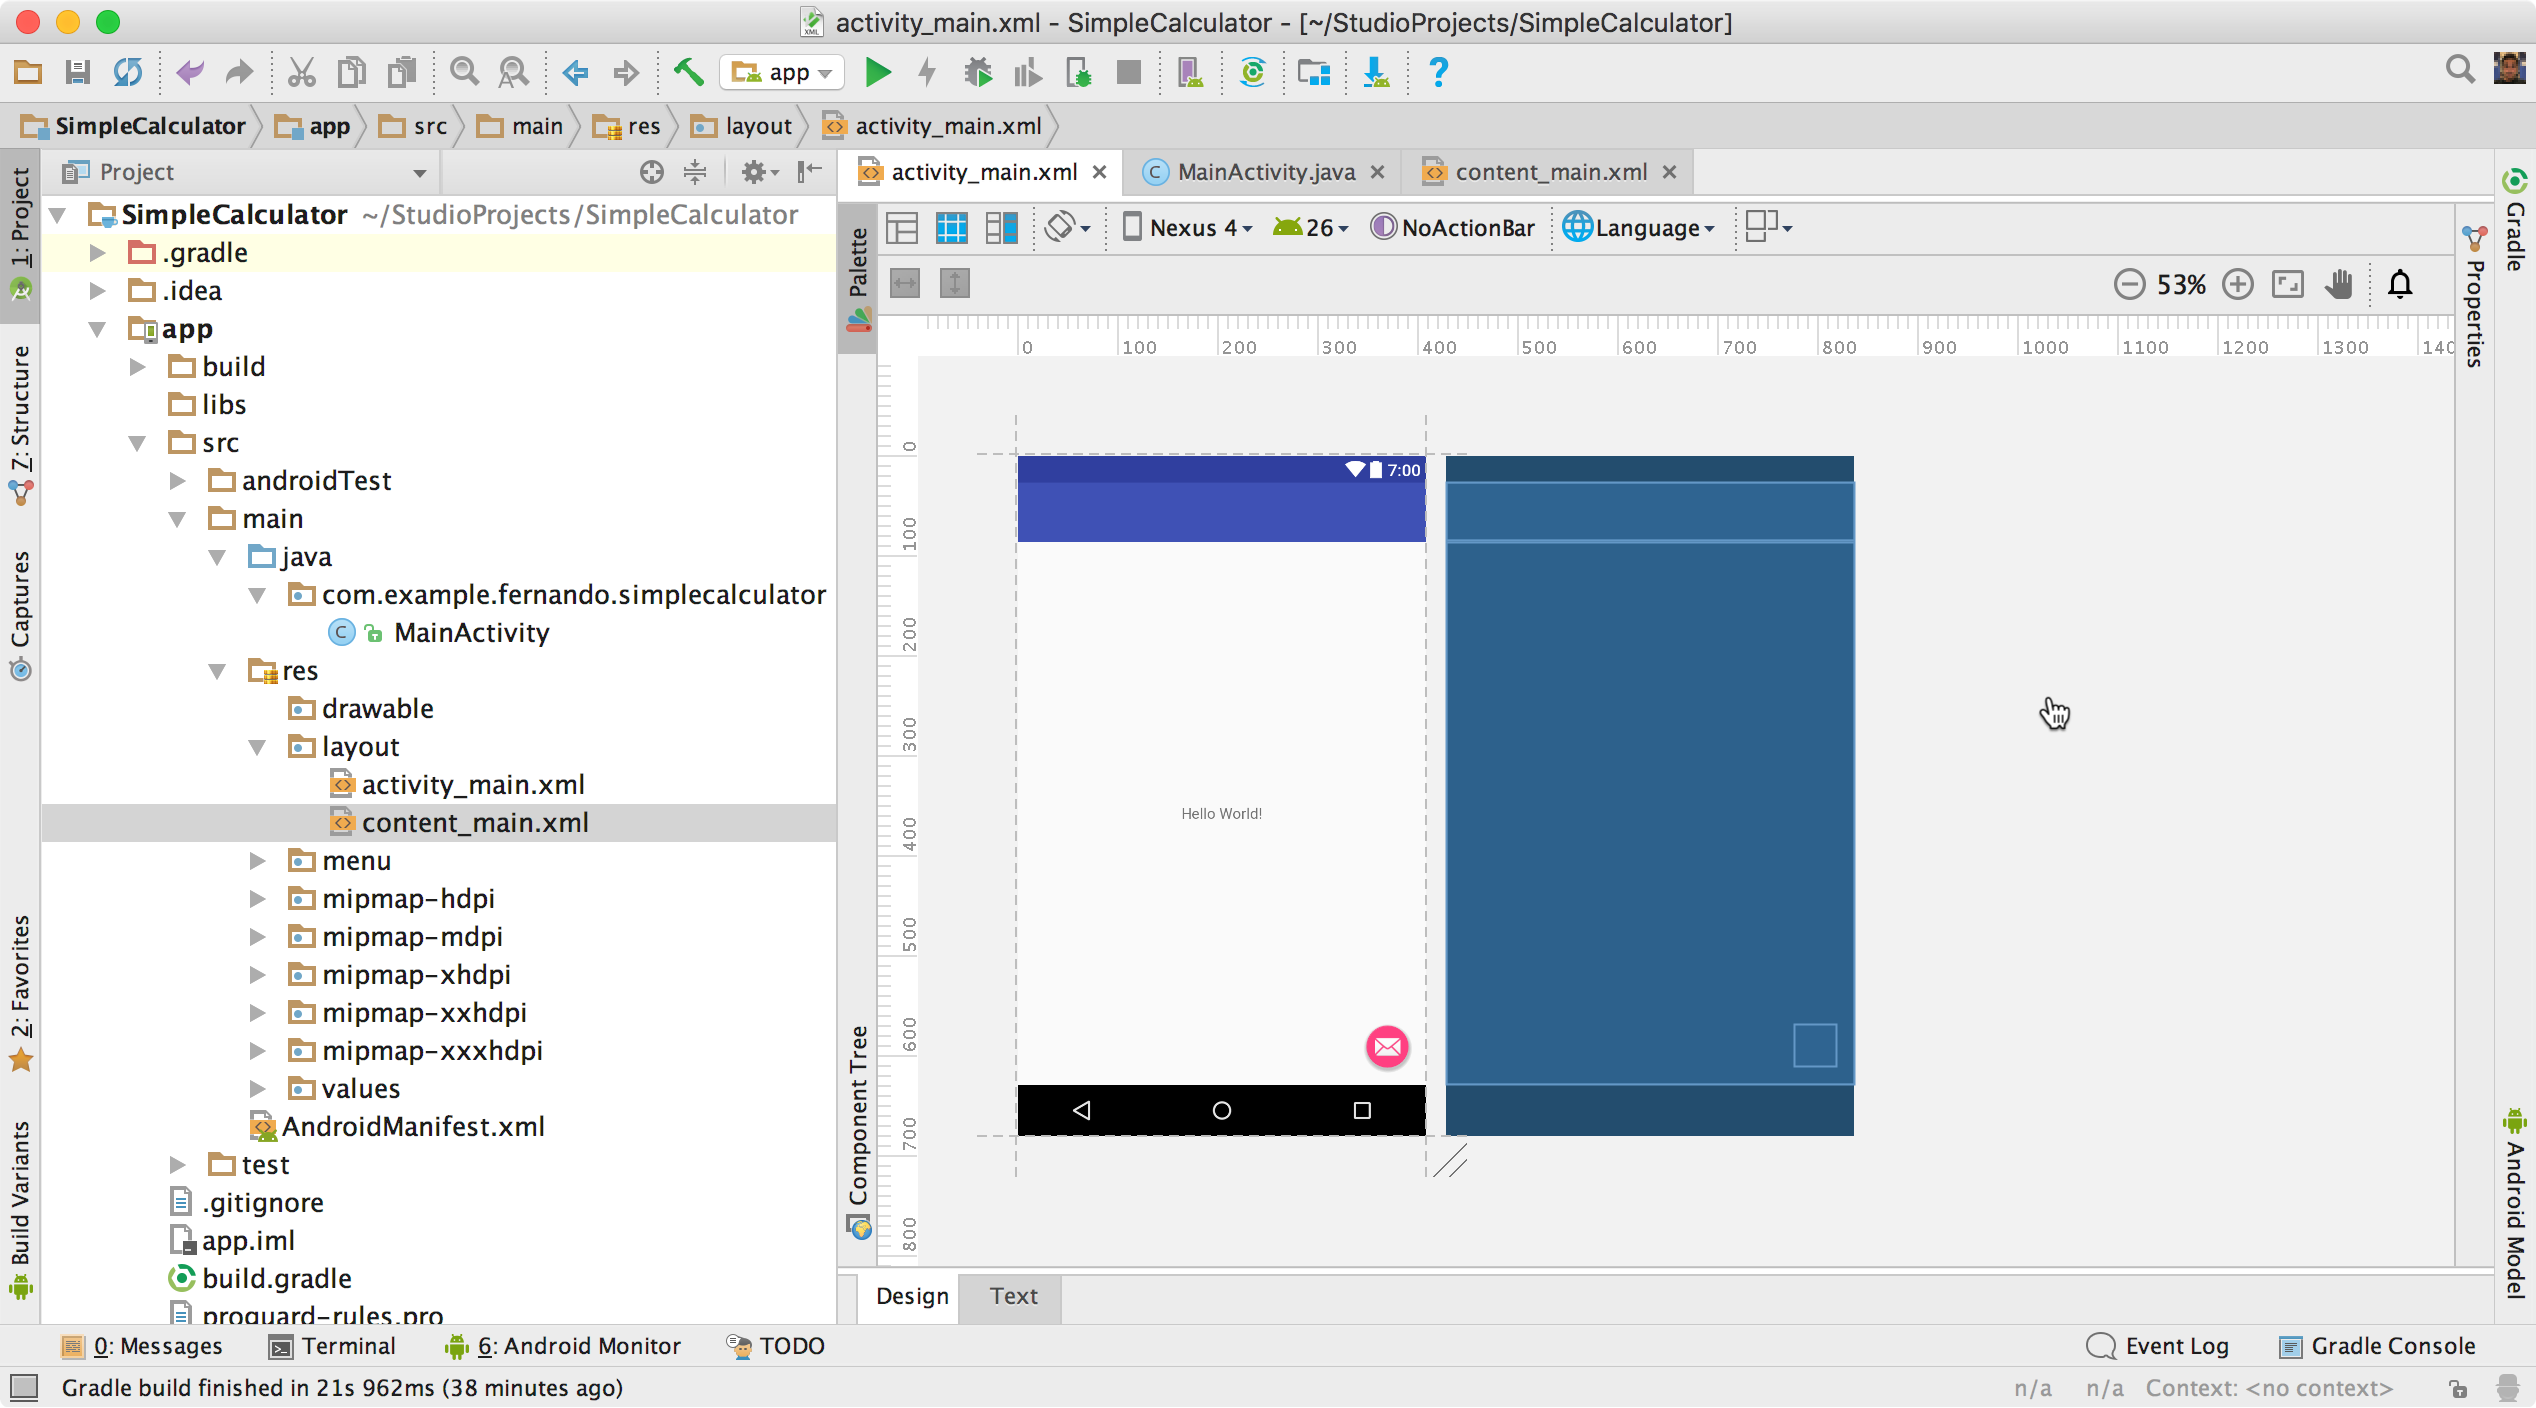 activity_main.xml - SimpleCalculator - [~/StudioProjects/SimpleCalculator]
app
SimpleCalculator app src main res layout activity_main.xml
Project
activity_main.xml MainActivity.java content_main.xml
1: Project
7: Structure
Captures
2: Favorites
Build Variants
SimpleCalculator ~/StudioProjects/SimpleCalculator
.gradle
.idea
app
build
libs
src
androidTest
main
java
com.example.fernando.simplecalculator
MainActivity
res
drawable
layout
activity_main.xml
content_main.xml
menu
mipmap-hdpi
mipmap-mdpi
mipmap-xhdpi
mipmap-xxhdpi
mipmap-xxxhdpi
values
AndroidManifest.xml
test
.gitignore
app.iml
build.gradle
proguard-rules.pro
Palette
Component Tree
Nexus 4 26 NoActionBar Language
53%
0 100 200 300 400 500 600 700 800 900 1000 1100 1200 1300 140
0
100
200
300
400
500
600
700
800
7:00
Hello World!
Gradle
Properties
Android Model
Design Text
0: Messages Terminal 6: Android Monitor TODO Event Log Gradle Console
Gradle build finished in 21s 962ms (38 minutes ago) n/a n/a Context: <no context>